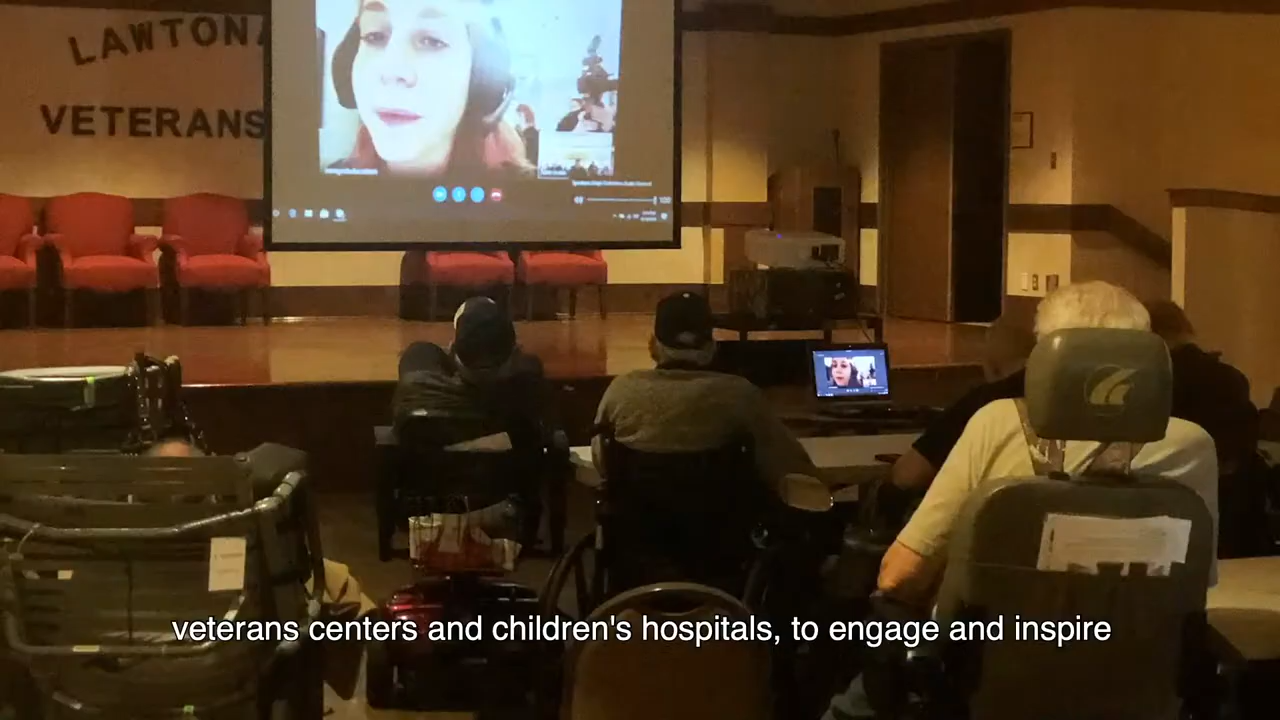 LAWTON
VETERANS
veterans centers and children's hospitals, to engage and inspire